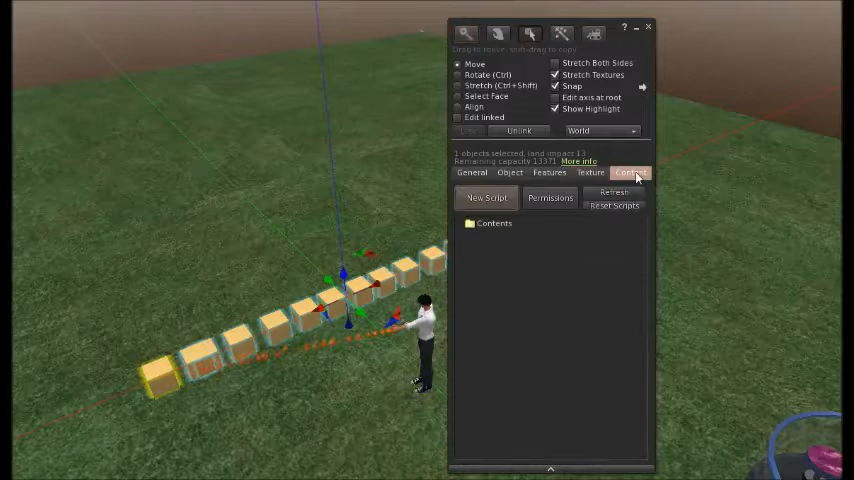 ?
Drag to move, shift-drag to copy
Move
Stretch Both Sides
Rotate (Ctrl)
Stretch Textures
Stretch (Ctrl+Shift)
Snap
Select Face
Edit axis at root
Align
Show Highlight
Edit linked
Unlink
World
1 objects selected, land impact 13
Remaining capacity 13371. More info
General Object Features Texture Content
New Script Permissions Refresh
Reset Scripts
Contents